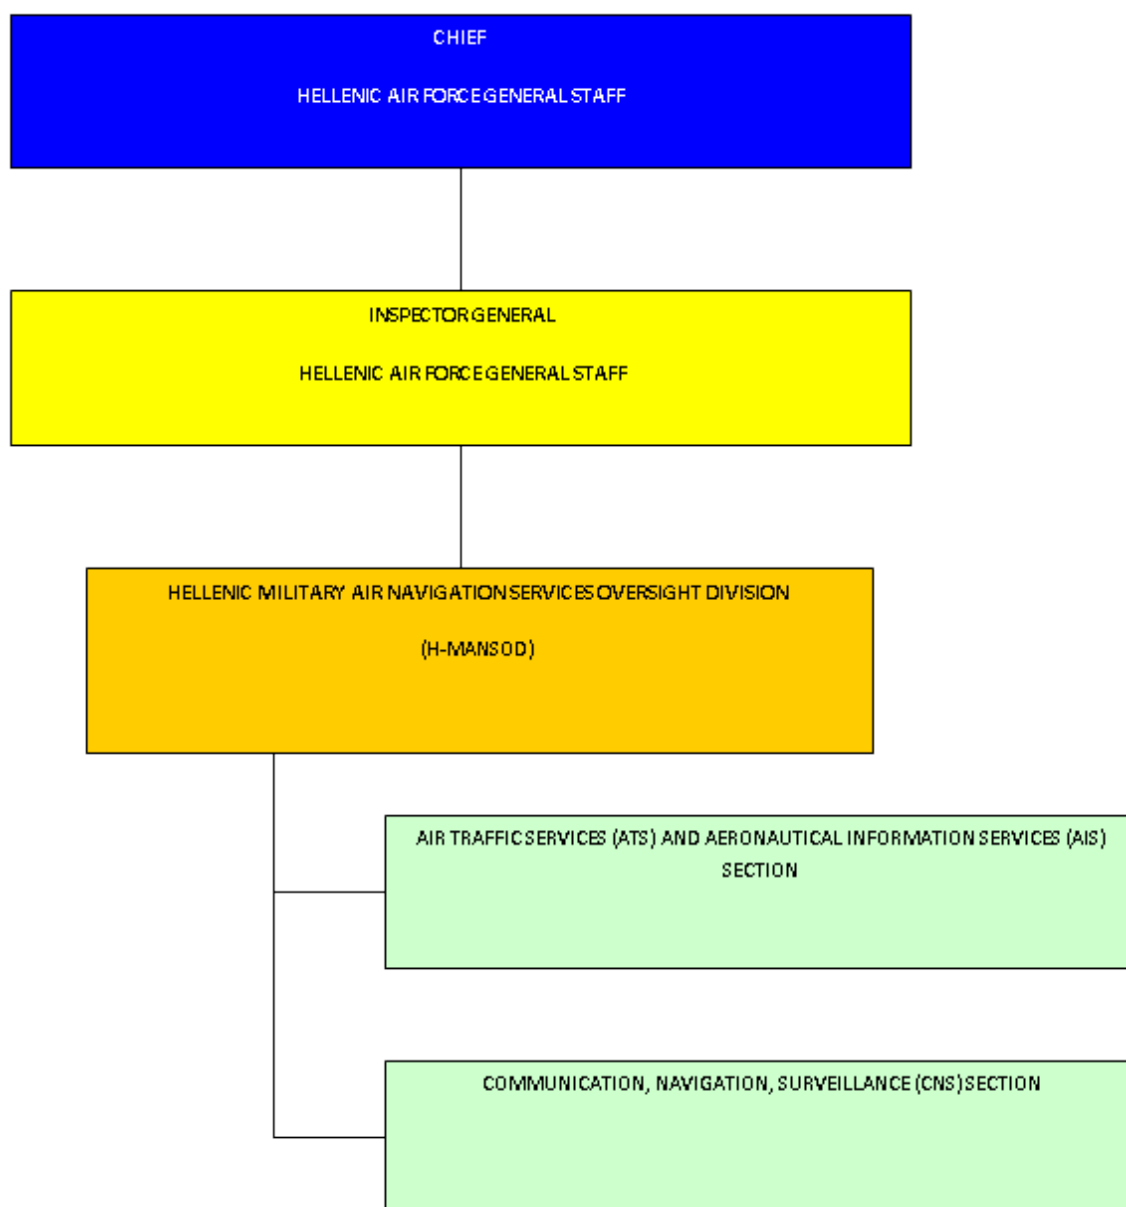 CHIEF
HELLENIC AIR FORCE GENERAL STAFF
INSPECTOR GENERAL
HELLENIC AIR FORCE GENERAL STAFF
HELLENIC MILITARY AIR NAVIGATION SERVICES OVERSIGHT DIVISION
(H-MANSOD)
AIR TRAFFIC SERVICES (ATS) AND AERONAUTICAL INFORMATION SERVICES (AIS)
SECTION
COMMUNICATION, NAVIGATION, SURVEILLANCE (CNS) SECTION